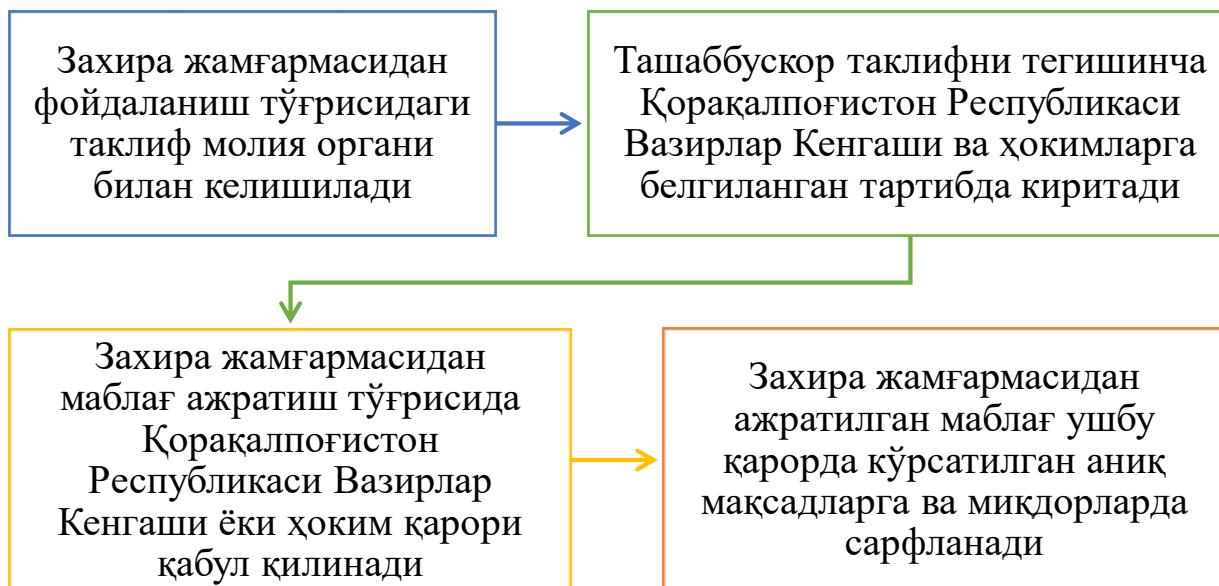 Захира жамғармасидан
фойдаланиш тўғрисидаги
таклиф молия органи
билан келишилади
Ташаббускор таклифни тегишинча
Қорақалпоғистон Республикаси
Вазирлар Кенгаши ва ҳокимларга
белгиланган тартибда киритади
Захира жамғармасидан
маблағ ажратиш тўғрисида
Қорақалпоғистон
Республикаси Вазирлар
Кенгаши ёки ҳоким қарори
қабул қилинади
Захира жамғармасидан
ажратилган маблағ ушбу
қарорда кўрсатилган аниқ
мақсадларга ва миқдорларда
сарфланади